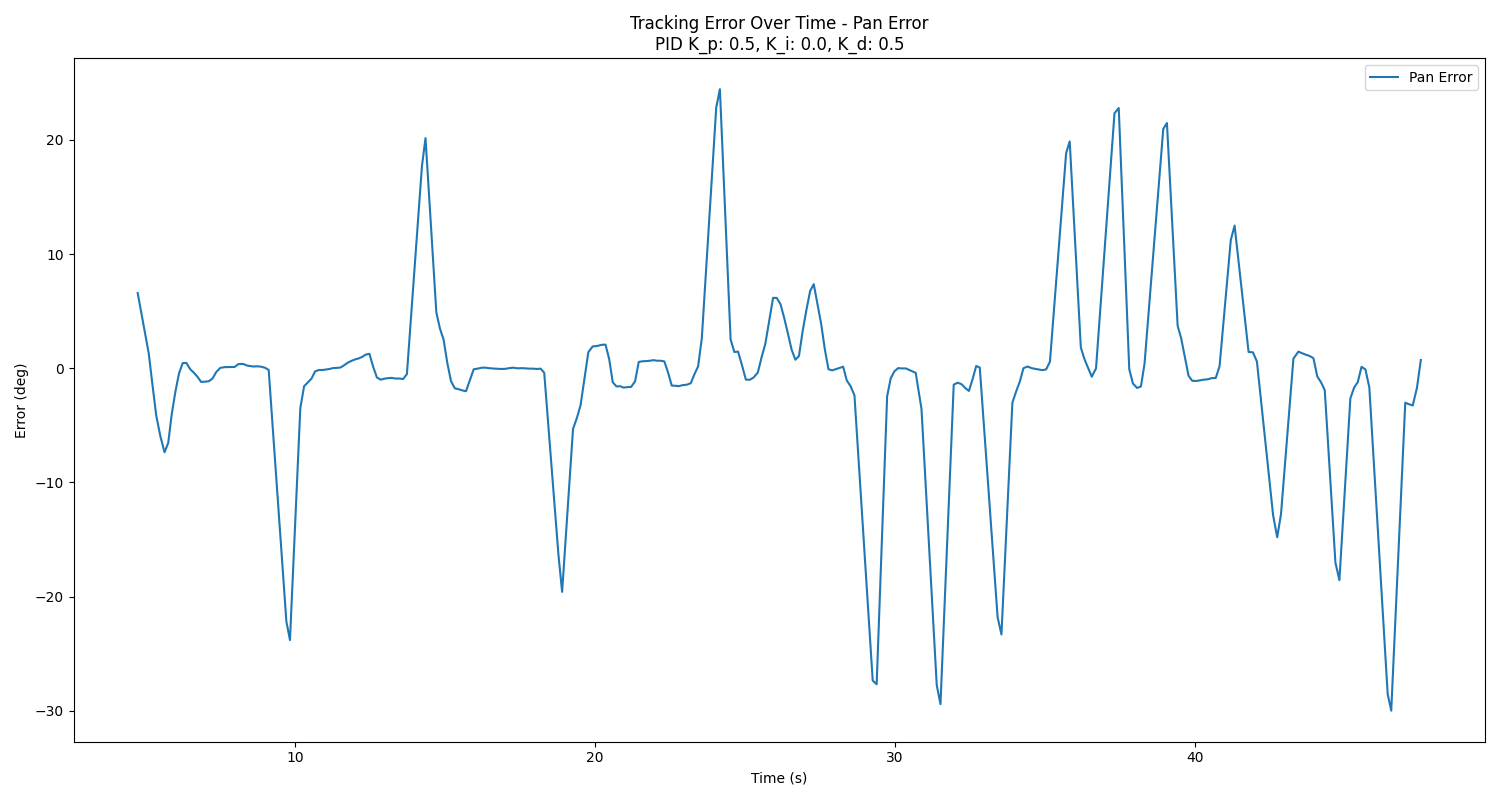 Tracking Error Over Time - Pan Error
PID K_p: 0.5, K_i: 0.0, K_d: 0.5
Pan Error
20
10
0
−10
−20
−30
Error (deg)
10
20
30
40
Time (s)